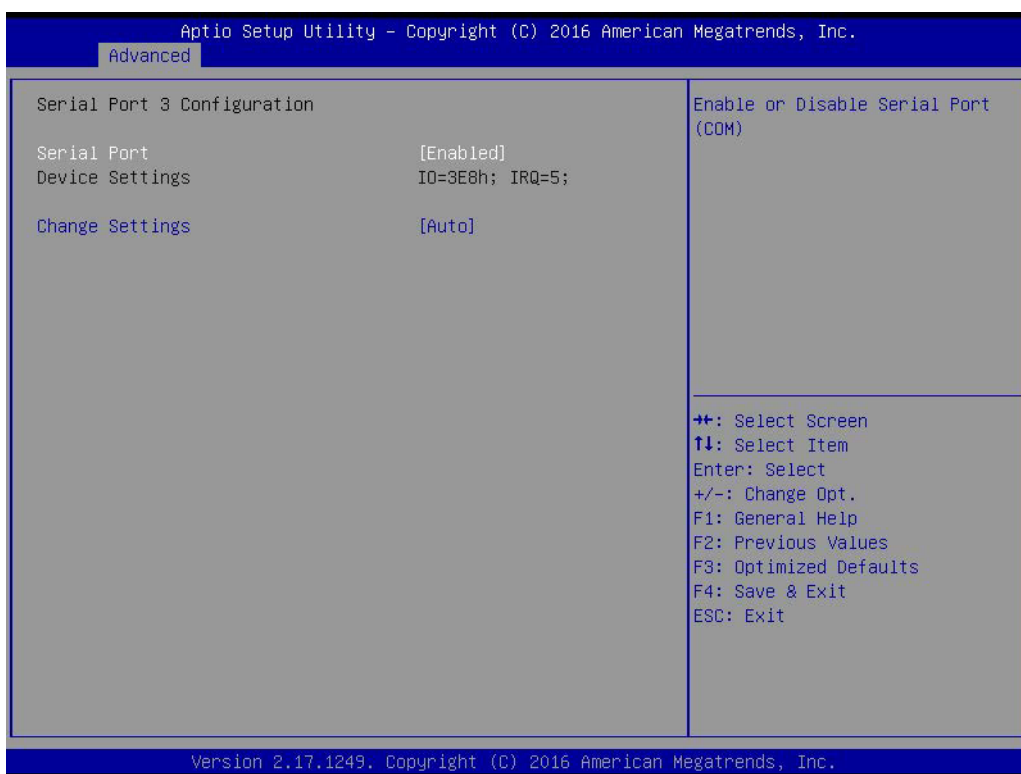 Aptio Setup Utility – Copyright (C) 2016 American Megatrends, Inc.
Advanced
Serial Port 3 Configuration
Serial Port [Enabled]
Device Settings IO=3E8h; IRQ=5;
Change Settings [Auto]
Enable or Disable Serial Port
(COM)
→←: Select Screen
↑↓: Select Item
Enter: Select
+/-: Change Opt.
F1: General Help
F2: Previous Values
F3: Optimized Defaults
F4: Save & Exit
ESC: Exit
Version 2.17.1249. Copyright (C) 2016 American Megatrends, Inc.